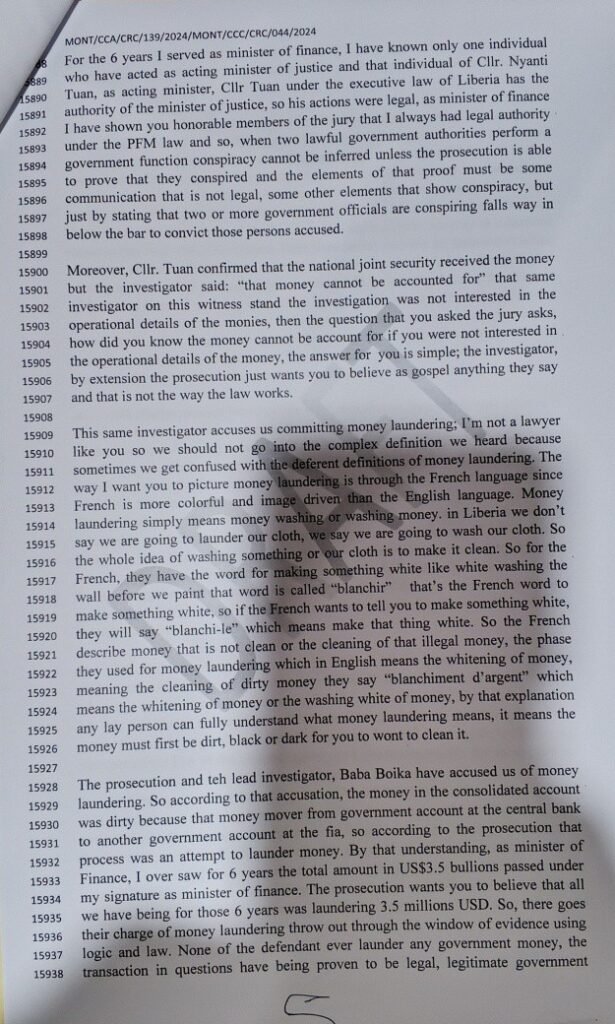 MONT/CCA/CRC/139/2024/MONT/CCC/CRC/044/2024
88 For the 6 years I served as minister of finance, I have known only one individual
5889 who have acted as acting minister of justice and that individual of Cllr. Nyanti
15890 Tuan, as acting minister, Cllr Tuan under the executive law of Liberia has the
15891 authority of the minister of justice, so his actions were legal, as minister of finance
15892 I have shown you honorable members of the jury that I always had legal authority
15893 under the PFM law and so, when two lawful government authorities perform a
15894 government function conspiracy cannot be inferred unless the prosecution is able
15895 to prove that they conspired and the elements of that proof must be some
15896 communication that is not legal, some other elements that show conspiracy, but
15897 just by stating that two or more government officials are conspiring falls way in
15898 below the bar to convict those persons accused.
15899
15900 Moreover, Cllr. Tuan confirmed that the national joint security received the money
15901 but the investigator said: “that money cannot be accounted for” that same
15902 investigator on this witness stand the investigation was not interested in the
15903 operational details of the monies, then the question that you asked the jury asks,
15904 how did you know the money cannot be account for if you were not interested in
15905 the operational details of the money, the answer for you is simple; the investigator,
15906 by extension the prosecution just wants you to believe as gospel anything they say
15907 and that is not the way the law works.
15908
15909 This same investigator accuses us committing money laundering; I’m not a lawyer
15910 like you so we should not go into the complex definition we heard because
15911 sometimes we get confused with the deferent definitions of money laundering. The
15912 way I want you to picture money laundering is through the French language since
15913 French is more colorful and image driven than the English language. Money
15914 laundering simply means money washing or washing money. in Liberia we don’t
15915 say we are going to launder our cloth, we say we are going to wash our cloth. So
15916 the whole idea of washing something or our cloth is to make it clean. So for the
15917 French, they have the word for making something white like white washing the
15918 wall before we paint that word is called “blanchir” that’s the French word to
15919 make something white, so if the French wants to tell you to make something white,
15920 they will say “blanchi-le” which means make that thing white. So the French
15921 describe money that is not clean or the cleaning of that illegal money, the phase
15922 they used for money laundering which in English means the whitening of money,
15923 meaning the cleaning of dirty money they say “blanchiment d’argent” which
15924 means the whitening of money or the washing white of money, by that explanation
15925 any lay person can fully understand what money laundering means, it means the
15926 money must first be dirt, black or dark for you to wont to clean it.
15927
15928 The prosecution and teh lead investigator, Baba Boika have accused us of money
15929 laundering. So according to that accusation, the money in the consolidated account
15930 was dirty because that money mover from government account at the central bank
15931 to another government account at the fia, so according to the prosecution that
15932 process was an attempt to launder money. By that understanding, as minister of
15933 Finance, I over saw for 6 years the total amount in US$3.5 bullions passed under
15934 my signature as minister of finance. The prosecution wants you to believe that all
15935 we have being for those 6 years was laundering 3.5 millions USD. So, there goes
15936 their charge of money laundering throw out through the window of evidence using
15937 logic and law. None of the defendant ever launder any government money, the
15938 transaction in questions have being proven to be legal, legitimate government
DRAFT